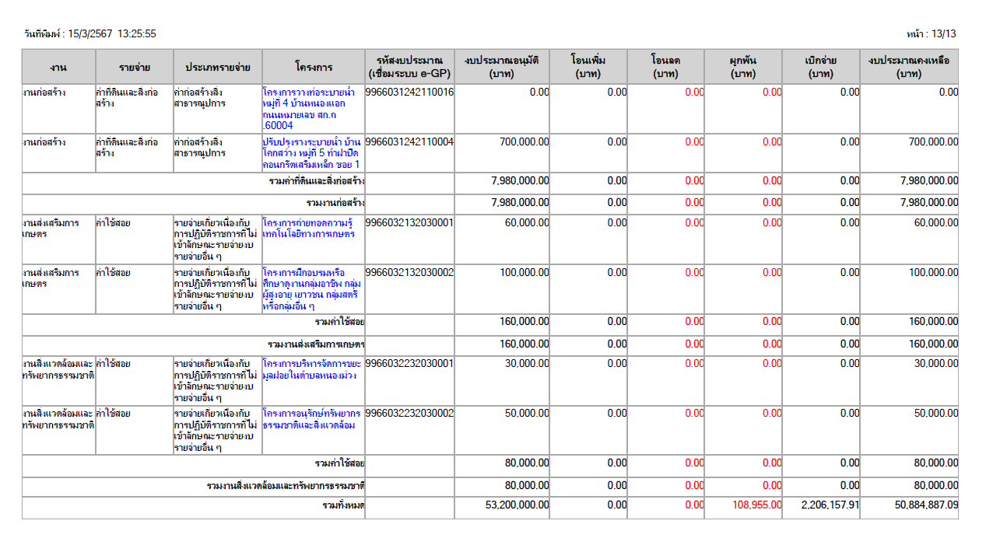 วันที่พิมพ์ : 15/3/2567 13:25:55
หน้า : 13/13
งาน รายจ่าย ประเภทรายจ่าย โครงการ รหัสงบประมาณ (เชื่อมระบบ e-GP) งบประมาณอนุมัติ (บาท) โอนเพิ่ม (บาท) โอนลด (บาท) ผูกพัน (บาท) เบิกจ่าย (บาท) งบประมาณคงเหลือ (บาท)
งานก่อสร้าง ค่าที่ดินและสิ่งก่อ ค่าก่อสร้างสิ่ง โครงการวางท่อระบายน้ำ 9966031242110016 0.00 0.00 0.00 0.00 0.00 0.00
สร้าง สาธารณูปการ หมู่ที่ 4 บ้านหนองแอก
ถนนหมายเลข สก.ถ
.60004
งานก่อสร้าง ค่าที่ดินและสิ่งก่อ ค่าก่อสร้างสิ่ง ปรับปรุงรางระบายน้ำ บ้าน 9966031242110004 700,000.00 0.00 0.00 0.00 0.00 700,000.00
สร้าง สาธารณูปการ โคกสว่าง หมู่ที่ 5 ทำฝาปิด
คอนกรีตเสริมเหล็ก ซอย 1
รวมค่าที่ดินและสิ่งก่อสร้าง 7,980,000.00 0.00 0.00 0.00 0.00 7,980,000.00
รวมงานก่อสร้าง 7,980,000.00 0.00 0.00 0.00 0.00 7,980,000.00
งานส่งเสริมการ ค่าใช้สอย รายจ่ายเกี่ยวเนื่องกับ โครงการถ่ายทอดความรู้ 9966032132030001 60,000.00 0.00 0.00 0.00 0.00 60,000.00
เกษตร การปฏิบัติราชการที่ไม่ เทคโนโลยีทางการเกษตร
เข้าลักษณะรายจ่ายงบ
รายจ่ายอื่น ๆ
งานส่งเสริมการ ค่าใช้สอย รายจ่ายเกี่ยวเนื่องกับ โครงการฝึกอบรมหรือ 9966032132030002 100,000.00 0.00 0.00 0.00 0.00 100,000.00
เกษตร การปฏิบัติราชการที่ไม่ ศึกษาดูงานกลุ่มอาชีพ กลุ่ม
เข้าลักษณะรายจ่ายงบ ผู้สูงอายุ เยาวชน กลุ่มสตรี
รายจ่ายอื่น ๆ หรือกลุ่มอื่น ๆ
รวมค่าใช้สอย 160,000.00 0.00 0.00 0.00 0.00 160,000.00
รวมงานส่งเสริมการเกษตร 160,000.00 0.00 0.00 0.00 0.00 160,000.00
งานสิ่งแวดล้อมและ ค่าใช้สอย รายจ่ายเกี่ยวเนื่องกับ โครงการบริหารจัดการขยะ 9966032232030001 30,000.00 0.00 0.00 0.00 0.00 30,000.00
ทรัพยากรธรรมชาติ การปฏิบัติราชการที่ไม่ มูลฝอยในตำบลหนองม่วง
เข้าลักษณะรายจ่ายงบ
รายจ่ายอื่น ๆ
งานสิ่งแวดล้อมและ ค่าใช้สอย รายจ่ายเกี่ยวเนื่องกับ โครงการอนุรักษ์ทรัพยากร 9966032232030002 50,000.00 0.00 0.00 0.00 0.00 50,000.00
ทรัพยากรธรรมชาติ การปฏิบัติราชการที่ไม่ ธรรมชาติและสิ่งแวดล้อม
เข้าลักษณะรายจ่ายงบ
รายจ่ายอื่น ๆ
รวมค่าใช้สอย 80,000.00 0.00 0.00 0.00 0.00 80,000.00
รวมงานสิ่งแวดล้อมและทรัพยากรธรรมชาติ 80,000.00 0.00 0.00 0.00 0.00 80,000.00
รวมทั้งหมด 53,200,000.00 0.00 0.00 108,955.00 2,206,157.91 50,884,887.09